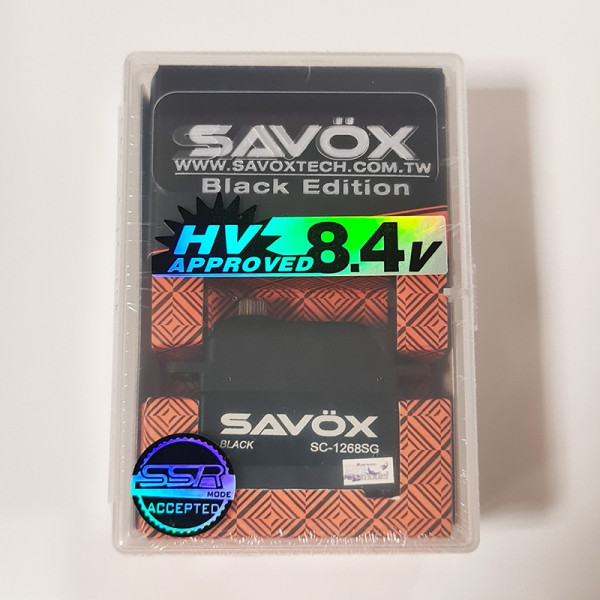 SAVÖX
WWW.SAVOXTECH.COM.TW
Black Edition
HV
APPROVED 8.4V
SAVÖX
BLACK SC-1268SG
SSR
MODE
ACCEPTED